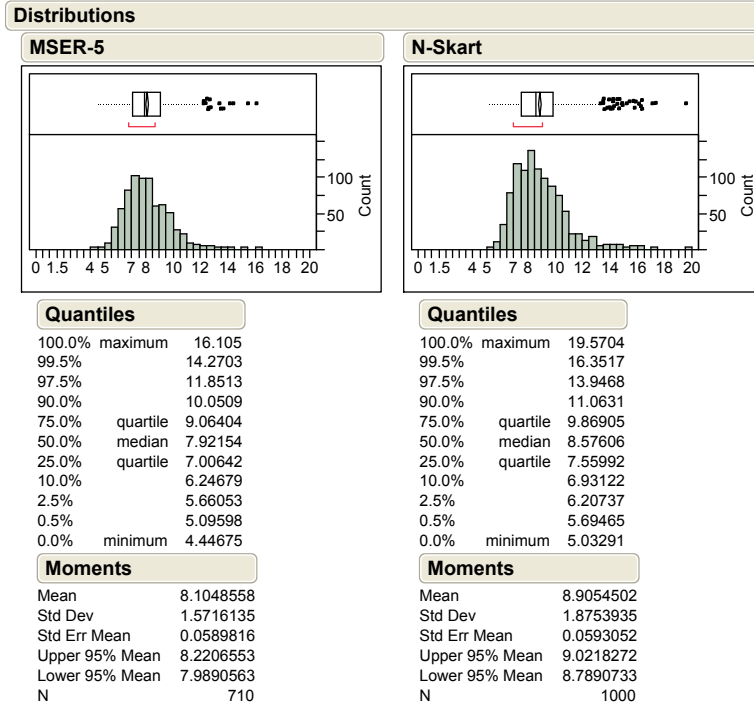 Distributions
MSER-5
100
50
Count
0 1.5 4 5 7 8 10 12 14 16 18 20
Quantiles
100.0% maximum 16.105
99.5% 14.2703
97.5% 11.8513
90.0% 10.0509
75.0% quartile 9.06404
50.0% median 7.92154
25.0% quartile 7.00642
10.0% 6.24679
2.5% 5.66053
0.5% 5.09598
0.0% minimum 4.44675
Moments
Mean 8.1048558
Std Dev 1.5716135
Std Err Mean 0.0589816
Upper 95% Mean 8.2206553
Lower 95% Mean 7.9890563
N 710
N-Skart
100
50
Count
0 1.5 4 5 7 8 10 12 14 16 18 20
Quantiles
100.0% maximum 19.5704
99.5% 16.3517
97.5% 13.9468
90.0% 11.0631
75.0% quartile 9.86905
50.0% median 8.57606
25.0% quartile 7.55992
10.0% 6.93122
2.5% 6.20737
0.5% 5.69465
0.0% minimum 5.03291
Moments
Mean 8.9054502
Std Dev 1.8753935
Std Err Mean 0.0593052
Upper 95% Mean 9.0218272
Lower 95% Mean 8.7890733
N 1000